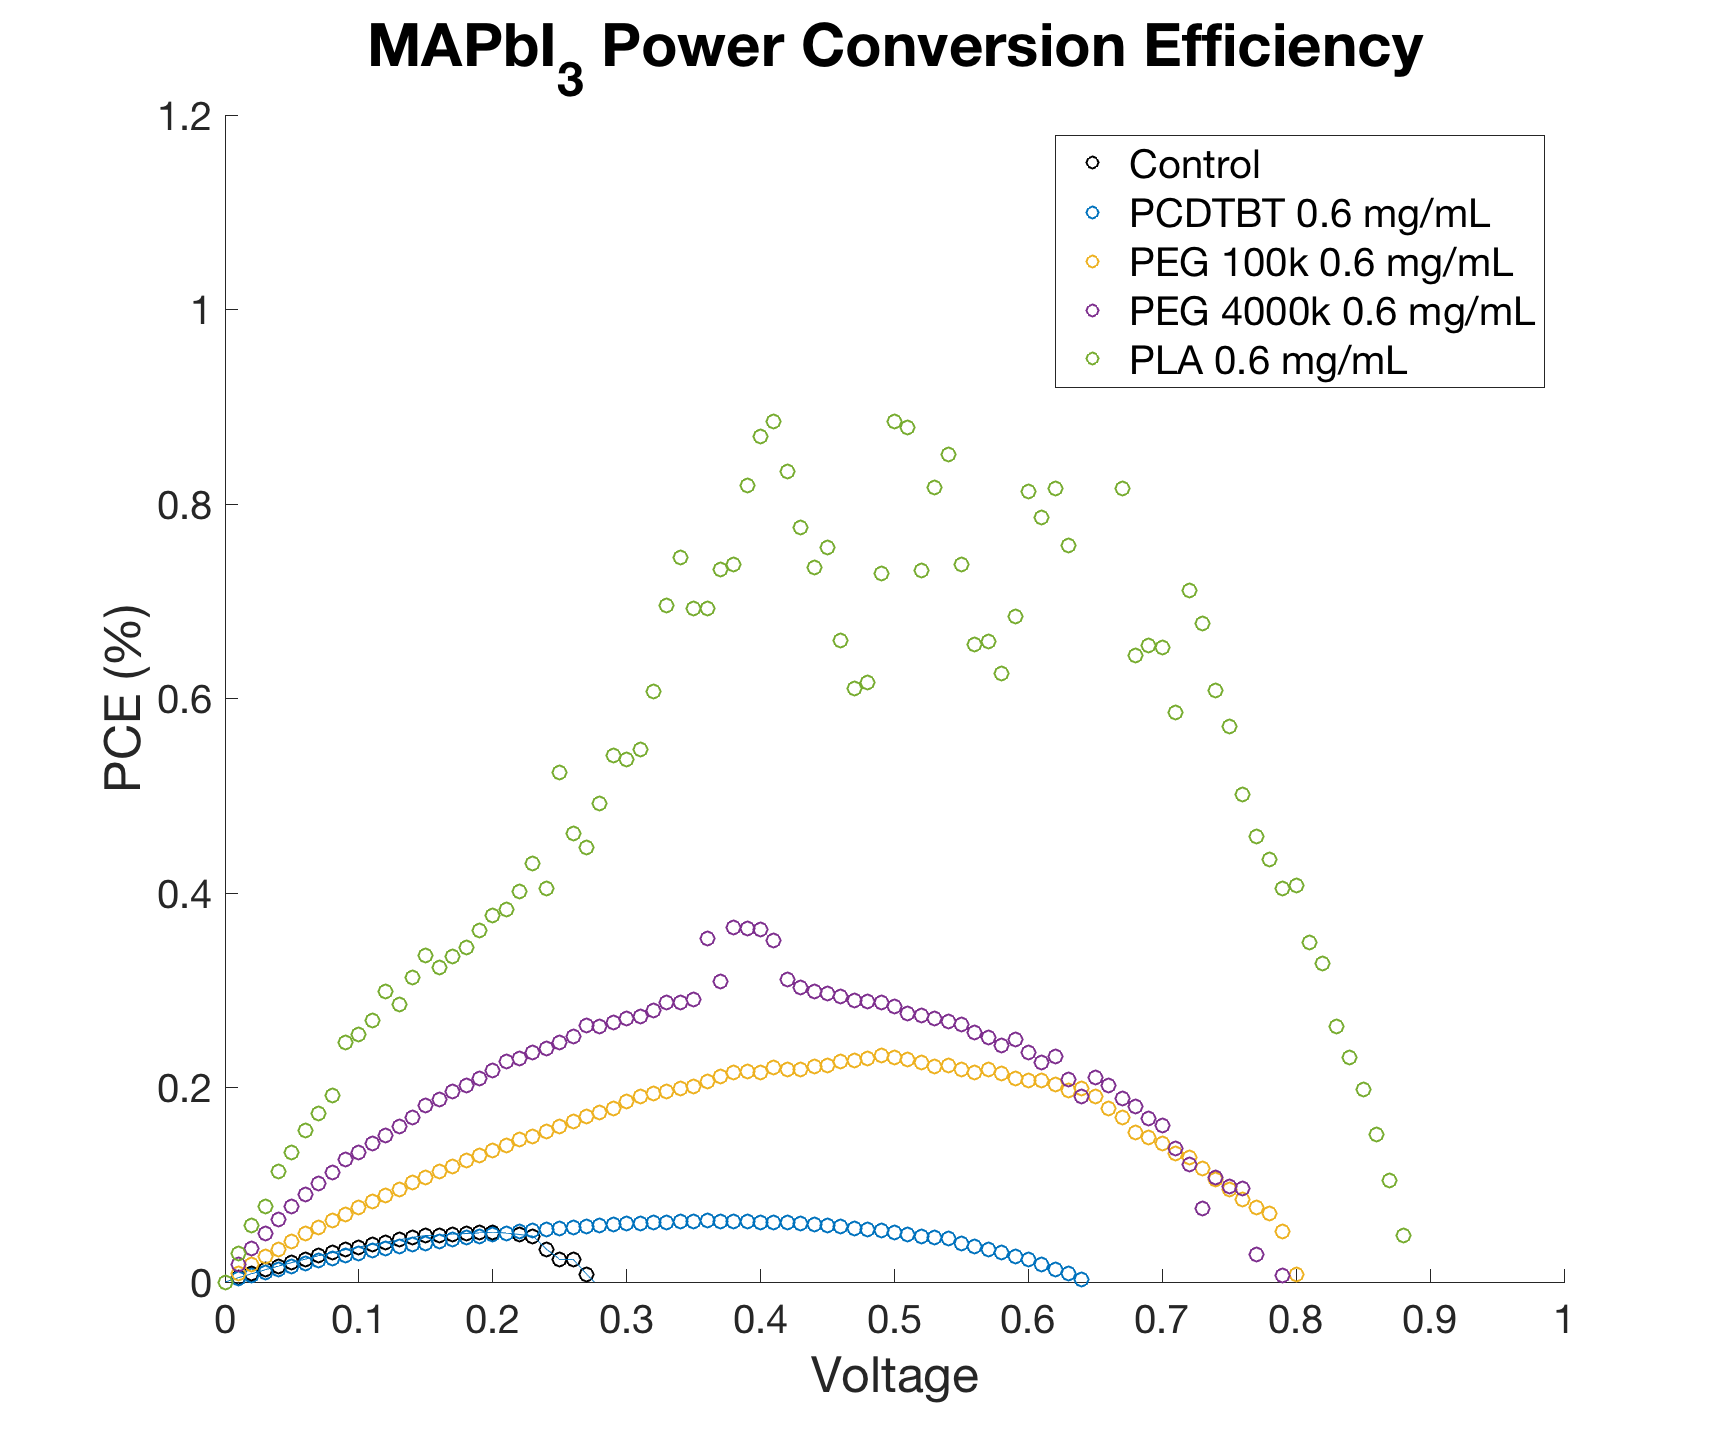 MAPbI₃ Power Conversion Efficiency
Control
PCDTBT 0.6 mg/mL
PEG 100k 0.6 mg/mL
PEG 4000k 0.6 mg/mL
PLA 0.6 mg/mL
PCE (%)
1.2
1
0.8
0.6
0.4
0.2
0
0 0.1 0.2 0.3 0.4 0.5 0.6 0.7 0.8 0.9 1
Voltage